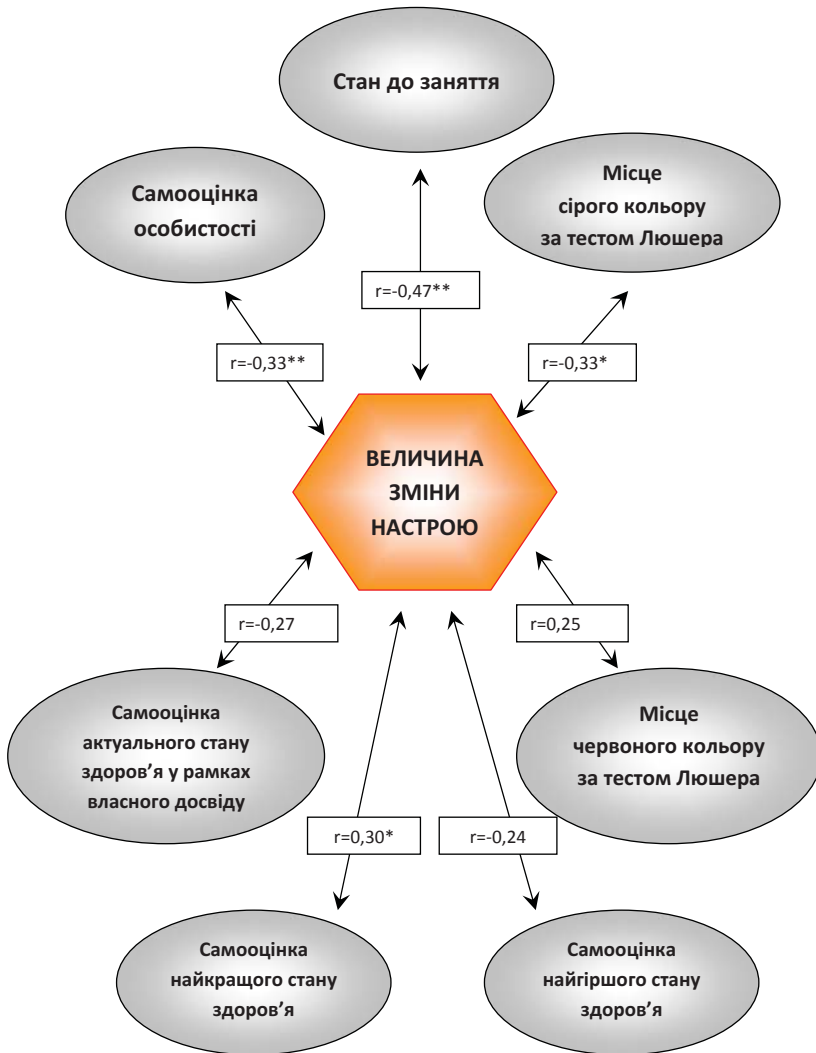 Стан до заняття
Самооцінка
особистості
Місце
сірого кольору
за тестом Люшера
r=-0,47**
r=-0,33**
r=-0,33*
ВЕЛИЧИНА
ЗМІНИ
НАСТРОЮ
r=-0,27
r=0,25
Самооцінка
актуального стану
здоров’я у рамках
власного досвіду
Місце
червоного кольору
за тестом Люшера
r=0,30*
r=-0,24
Самооцінка
найкращого стану
здоров’я
Самооцінка
найгіршого стану
здоров’я